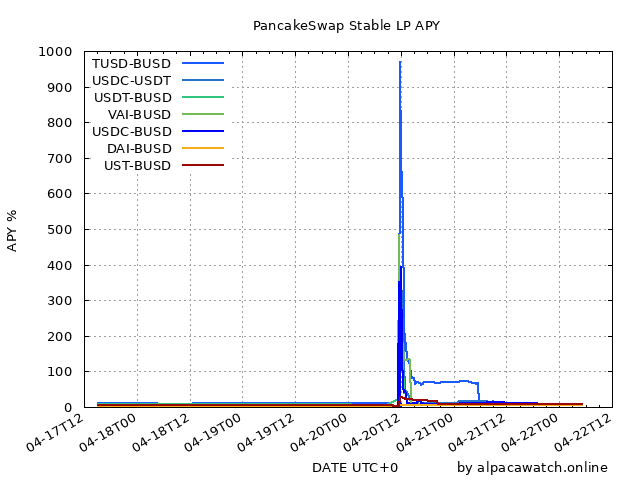 PancakeSwap Stable LP APY
1000
900
800
700
600
500
400
300
200
100
0
APY %
TUSD-BUSD
USDC-USDT
USDT-BUSD
VAI-BUSD
USDC-BUSD
DAI-BUSD
UST-BUSD
04-17T12
04-18T00
04-18T12
04-19T00
04-19T12
04-20T00
04-20T12
04-21T00
04-21T12
04-22T00
04-22T12
DATE UTC+0
by alpacawatch.online